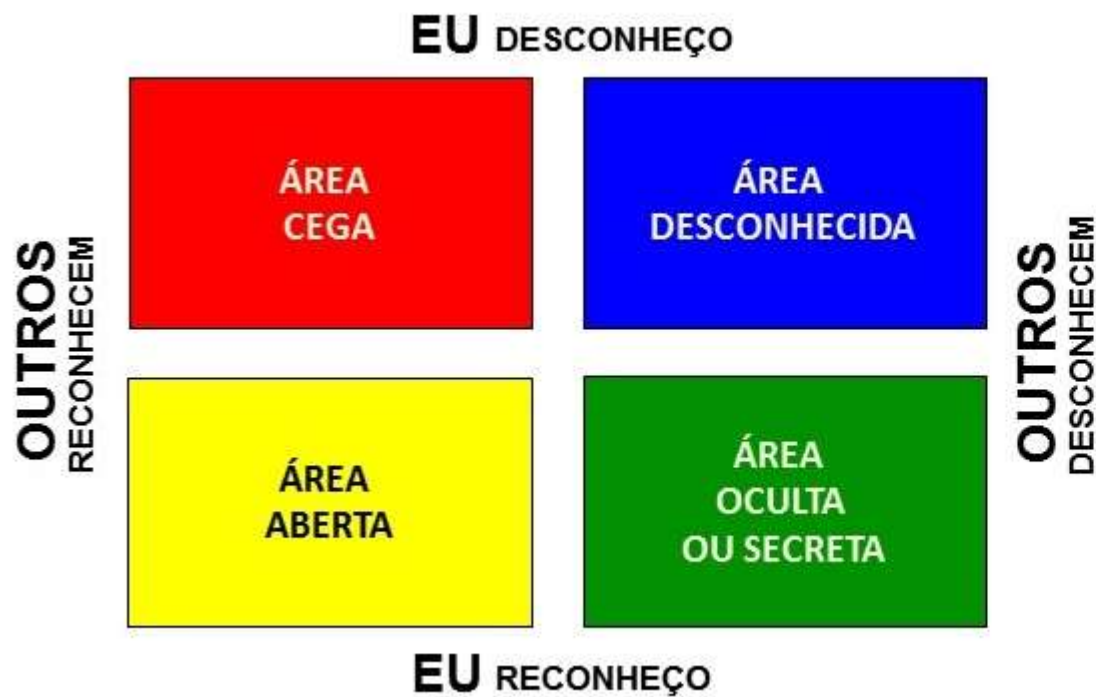 EU DESCONHEÇO
ÁREA
CEGA
ÁREA
DESCONHECIDA
OUTROS
RECONHECEM
OUTROS
DESCONHECEM
ÁREA
ABERTA
ÁREA
OCULTA
OU SECRETA
EU RECONHEÇO